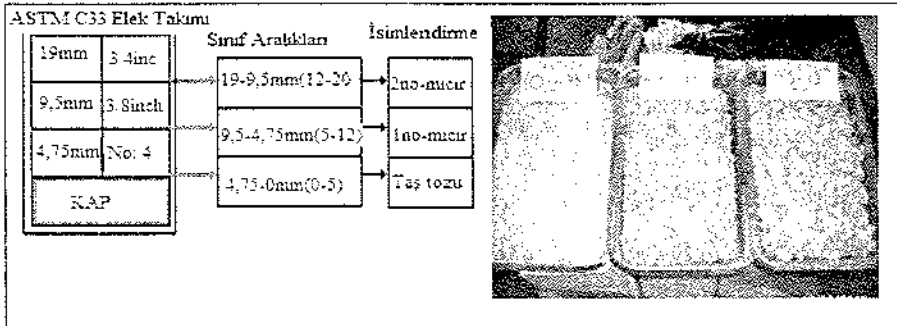 ASTM C33 Elek Takımı
19mm 3 4inc
9,5mm 3.8inch
4,75mm No: 4
KAP
Sınıf Aralıkları
19-9,5mm(12-20
9,5-4,75mm(5-12)
4,75-0mm(0-5)
İsimlendirme
2no-mıcır
1no-mıcır
Taş tozu